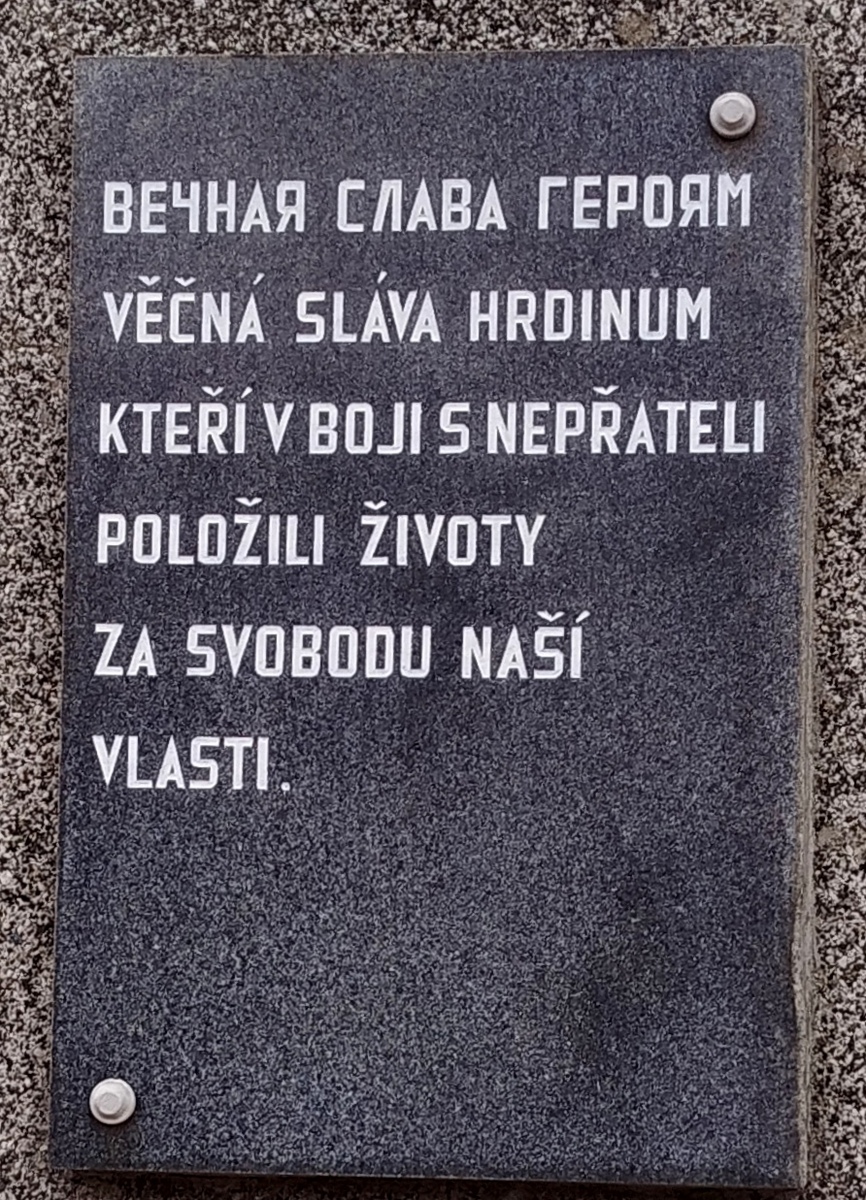 ВЕЧНАЯ СЛАВА ГЕРОЯМ
VĚČNÁ SLÁVA HRDINUM
KTEŘÍ V BOJI S NEPŘATELI
POLOŽILI ŽIVOTY
ZA SVOBODU NAŠÍ
VLASTI.